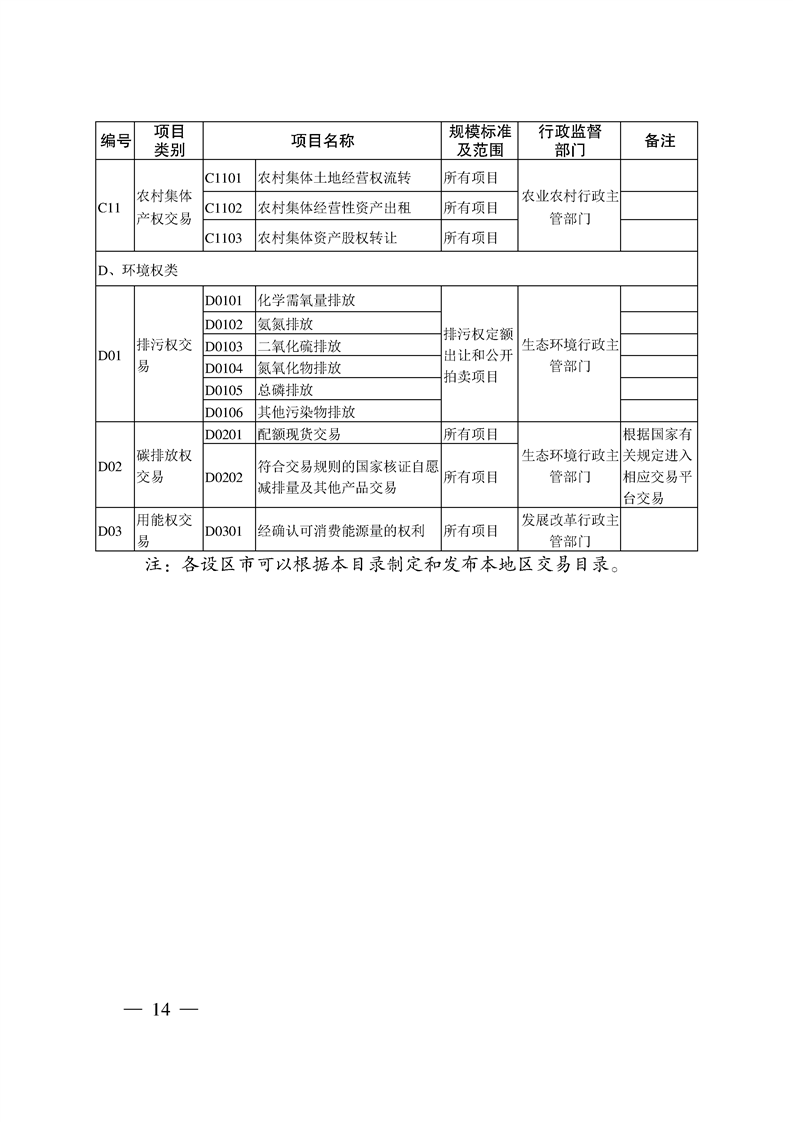 编号 项目类别 项目名称 规模标准及范围 行政监督部门 备注
C11 农村集体产权交易 C1101 农村集体土地经营权流转 所有项目 农业农村行政主管部门
C1102 农村集体经营性资产出租 所有项目
C1103 农村集体资产股权转让 所有项目
D、环境权类
D01 排污权交易 D0101 化学需氧量排放 排污权定额出让和公开拍卖项目 生态环境行政主管部门
D0102 氨氮排放
D0103 二氧化硫排放
D0104 氮氧化物排放
D0105 总磷排放
D0106 其他污染物排放
D02 碳排放权交易 D0201 配额现货交易 所有项目 生态环境行政主管部门 根据国家有关规定进入相应交易平台交易
D0202 符合交易规则的国家核证自愿减排量及其他产品交易 所有项目
D03 用能权交易 D0301 经确认可消费能源量的权利 所有项目 发展改革行政主管部门
注：各设区市可以根据本目录制定和发布本地区交易目录。
— 14 —